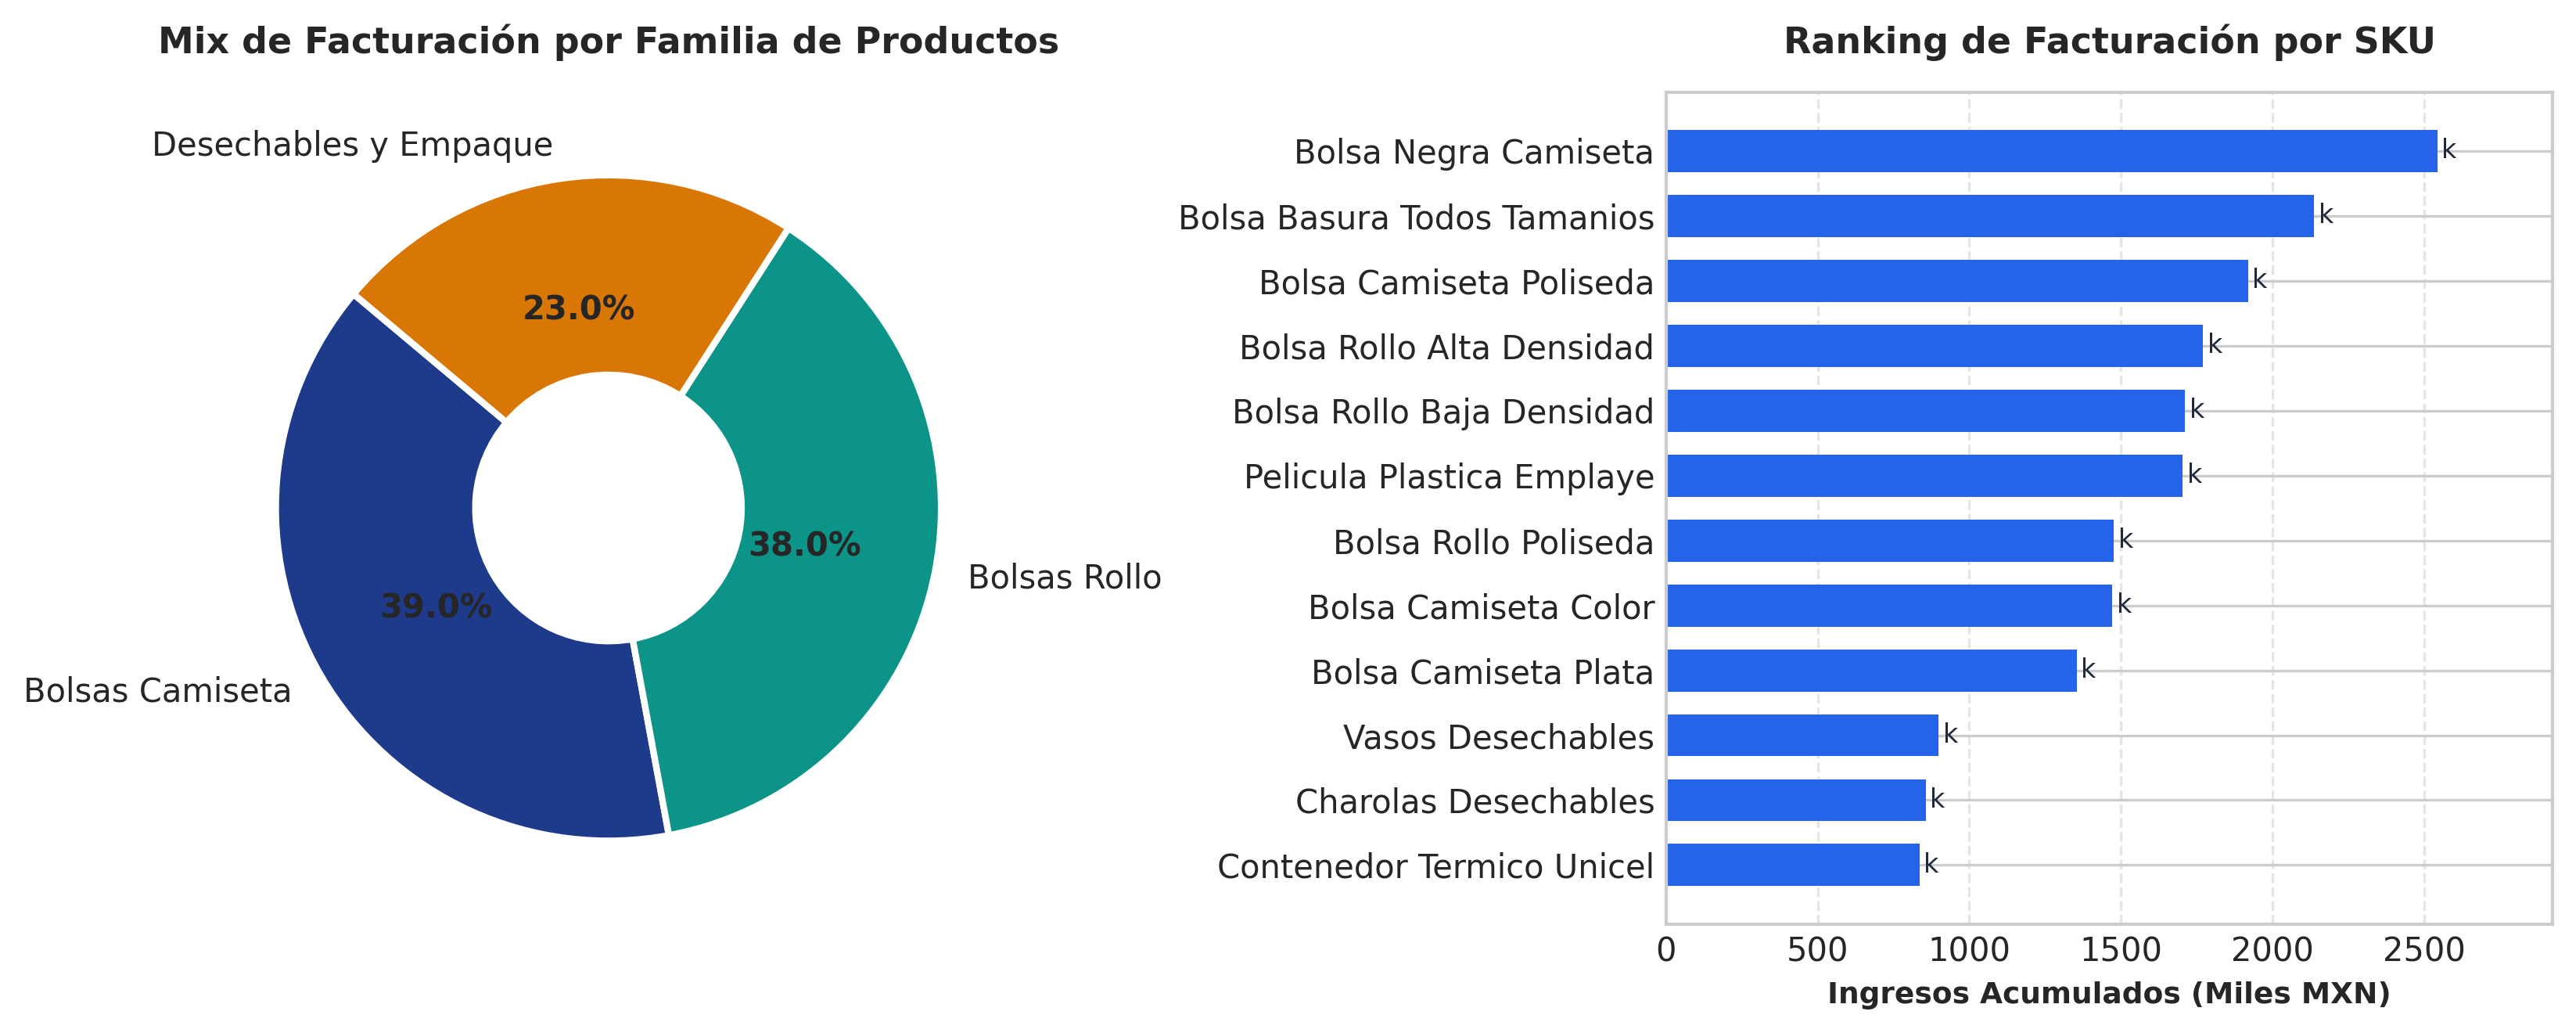 Mix de Facturación por Familia de Productos
Desechables y Empaque
23.0%
38.0%
Bolsas Rollo
39.0%
Bolsas Camiseta
Ranking de Facturación por SKU
Bolsa Negra Camiseta
k
Bolsa Basura Todos Tamanios
k
Bolsa Camiseta Poliseda
k
Bolsa Rollo Alta Densidad
k
Bolsa Rollo Baja Densidad
k
Pelicula Plastica Emplaye
k
Bolsa Rollo Poliseda
k
Bolsa Camiseta Color
k
Bolsa Camiseta Plata
k
Vasos Desechables
k
Charolas Desechables
k
Contenedor Termico Unicel
k
0 500 1000 1500 2000 2500
Ingresos Acumulados (Miles MXN)